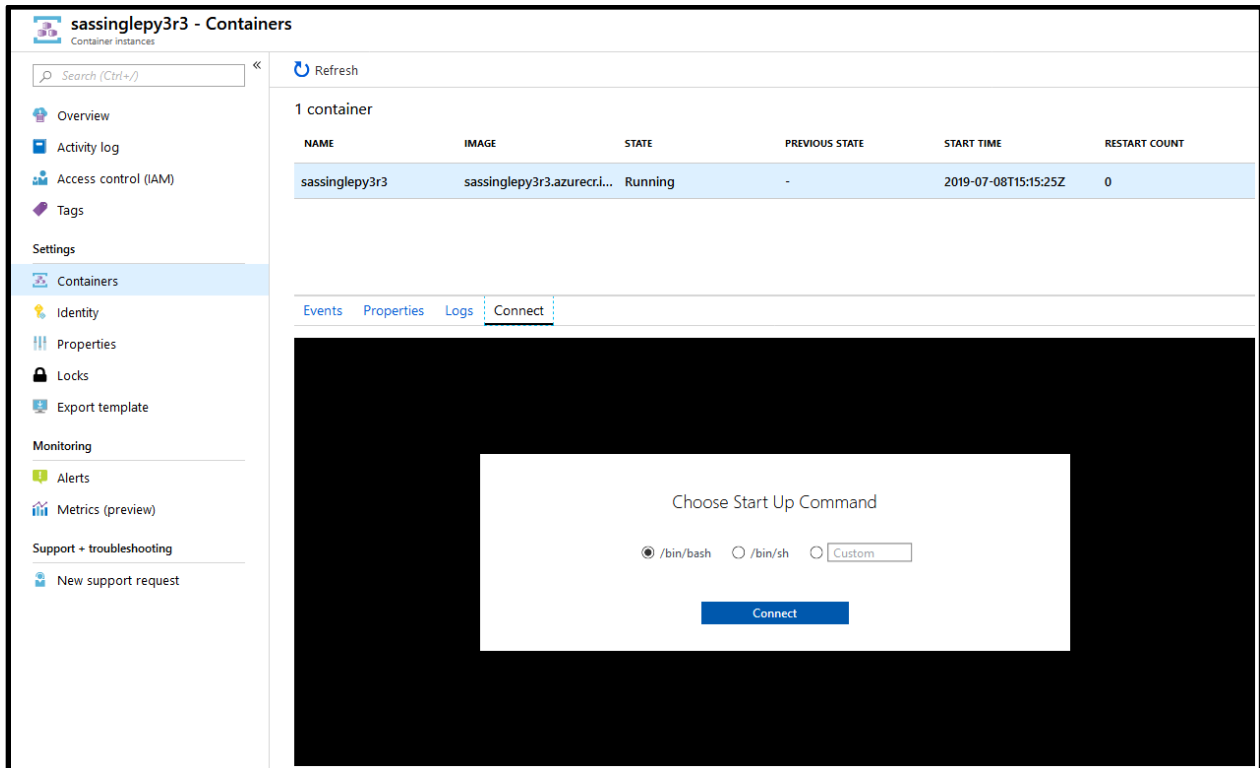 sassinglepy3r3 - Containers
Container instances
Search (Ctrl+/)
«
Overview
Activity log
Access control (IAM)
Tags
Settings
Containers
Identity
Properties
Locks
Export template
Monitoring
Alerts
Metrics (preview)
Support + troubleshooting
New support request
Refresh
1 container
NAME IMAGE STATE PREVIOUS STATE START TIME RESTART COUNT
sassinglepy3r3 sassinglepy3r3.azurecr.i... Running - 2019-07-08T15:15:25Z 0
Events Properties Logs Connect
Choose Start Up Command
/bin/bash /bin/sh Custom
Connect